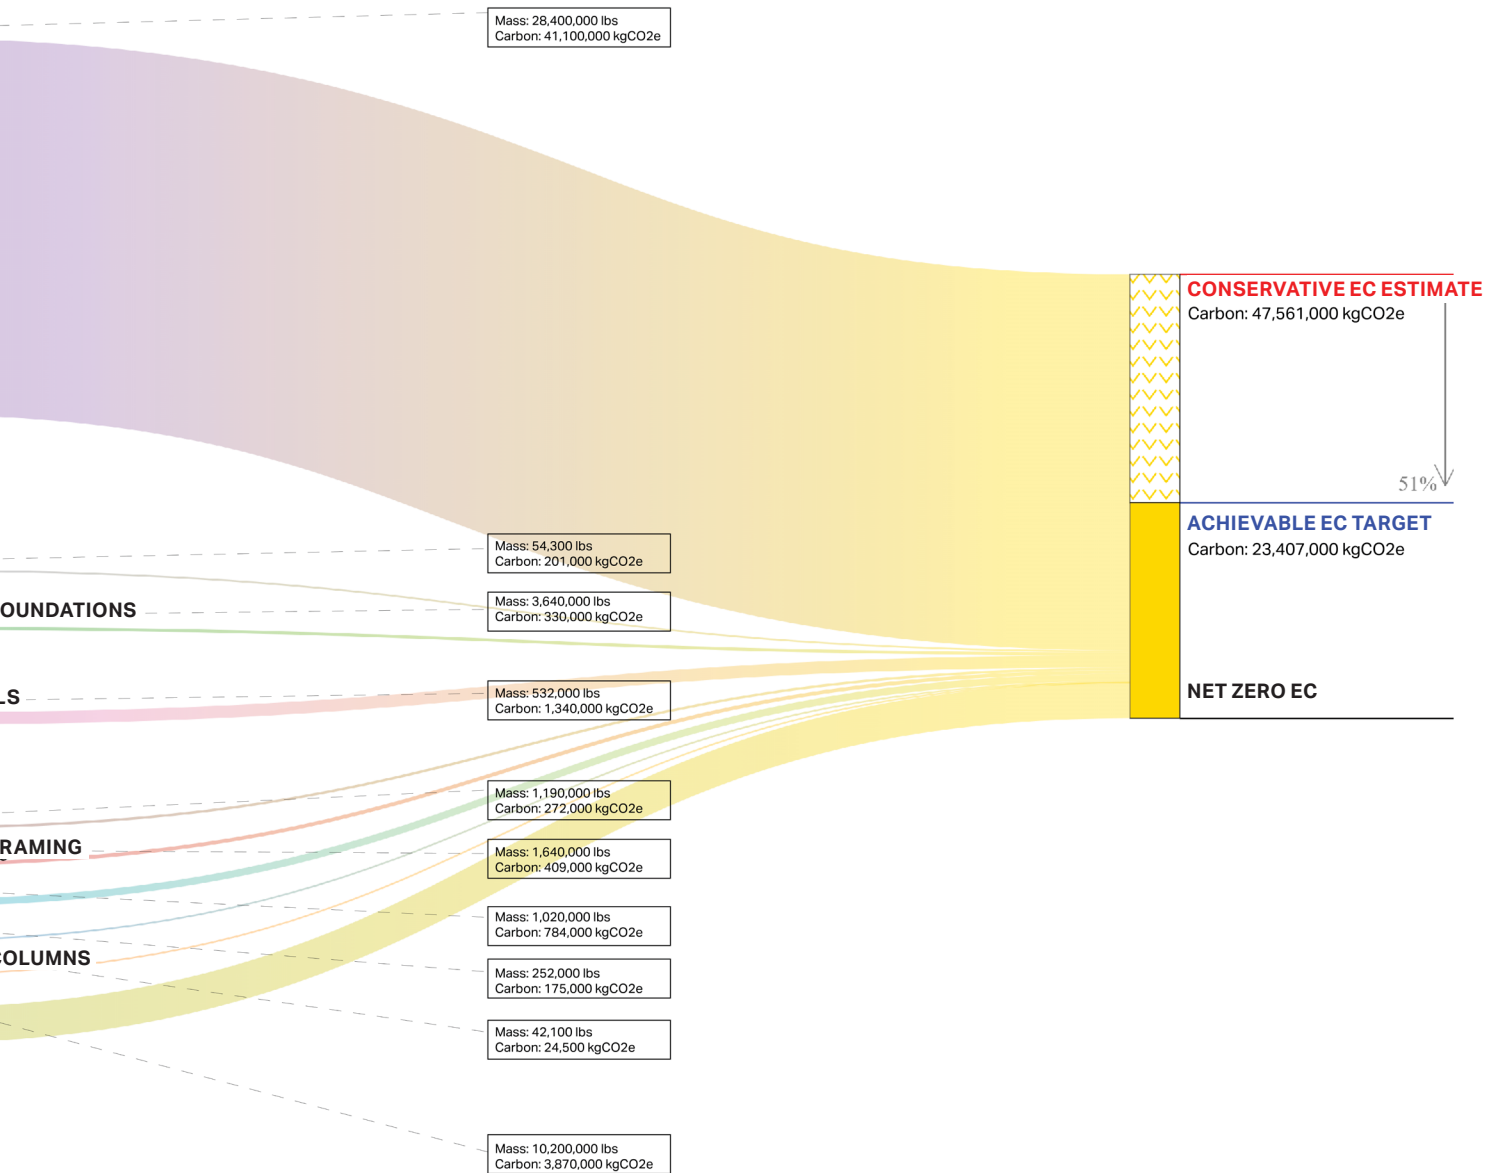 Mass: 28,400,000 lbs
Carbon: 41,100,000 kgCO2e
CONSERVATIVE EC ESTIMATE
Carbon: 47,561,000 kgCO2e
51%
ACHIEVABLE EC TARGET
Carbon: 23,407,000 kgCO2e
Mass: 54,300 lbs
Carbon: 201,000 kgCO2e
OUNDATIONS
Mass: 3,640,000 lbs
Carbon: 330,000 kgCO2e
LS
Mass: 532,000 lbs
Carbon: 1,340,000 kgCO2e
NET ZERO EC
Mass: 1,190,000 lbs
Carbon: 272,000 kgCO2e
RAMING
Mass: 1,640,000 lbs
Carbon: 409,000 kgCO2e
Mass: 1,020,000 lbs
Carbon: 784,000 kgCO2e
COLUMNS
Mass: 252,000 lbs
Carbon: 175,000 kgCO2e
Mass: 42,100 lbs
Carbon: 24,500 kgCO2e
Mass: 10,200,000 lbs
Carbon: 3,870,000 kgCO2e